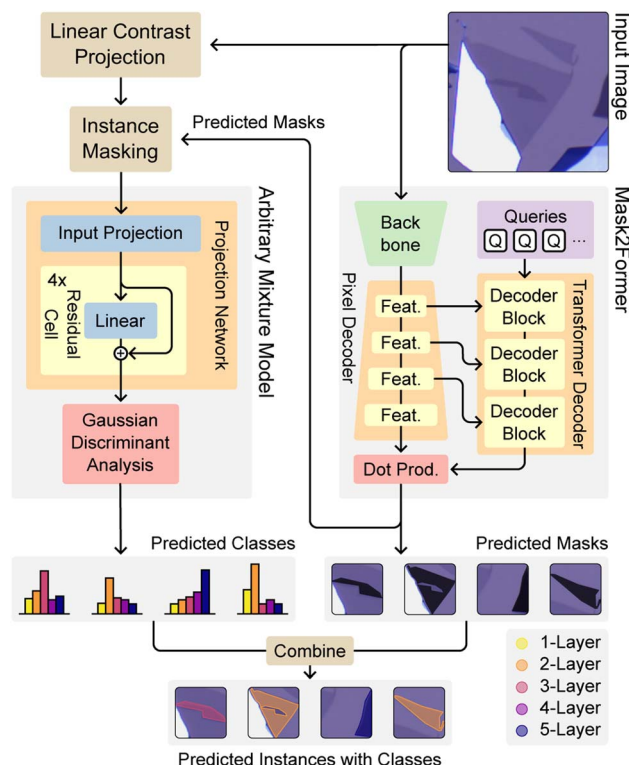 Linear Contrast
Projection
Input Image
Instance
Masking
Predicted Masks
Arbitrary Mixture Model
Projection Network
Input Projection
4x
Residual
Cell
Linear
+
Gaussian
Discriminant
Analysis
Mask2Former
Back
bone
Queries
Q Q Q ...
Pixel Decoder
Feat.
Feat.
Feat.
Feat.
Transformer Decoder
Decoder
Block
Decoder
Block
Decoder
Block
Dot Prod.
Predicted Classes
Predicted Masks
Combine
1-Layer
2-Layer
3-Layer
4-Layer
5-Layer
Predicted Instances with Classes